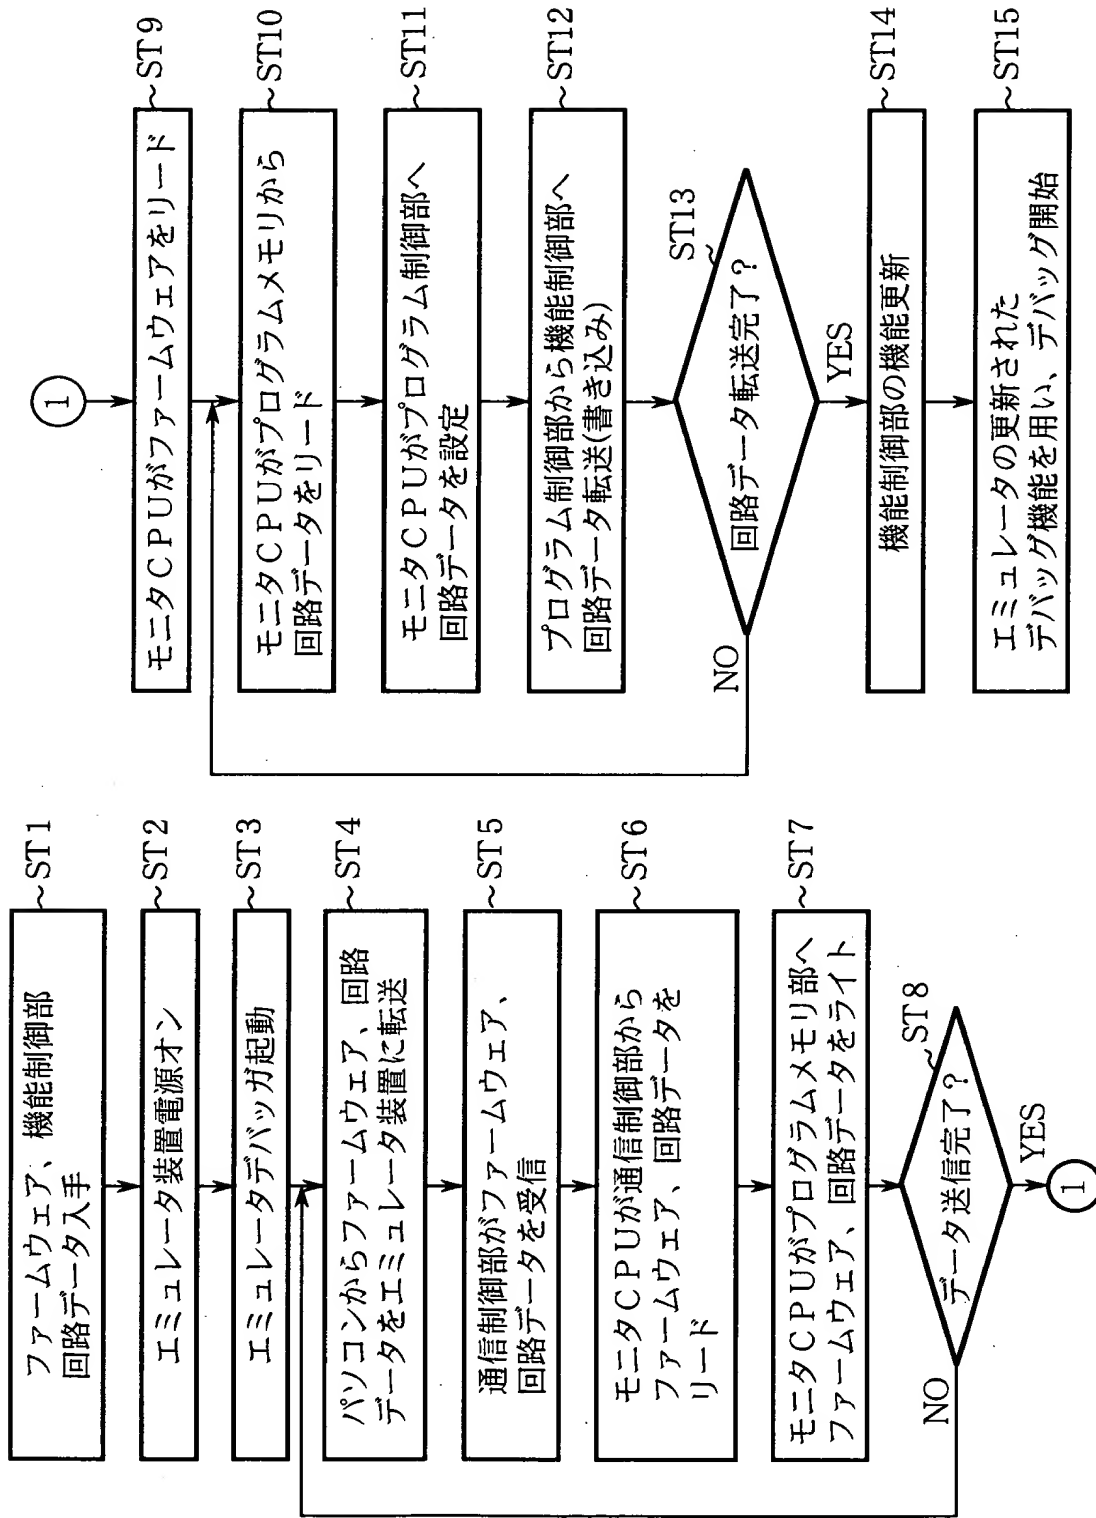 ファームウェア、機能制御部
回路データ入手
~ST1
エミュレータ装置電源オン
~ST2
エミュレータデバッガ起動
~ST3
パソコンからファームウェア、回路
データをエミュレータ装置に転送
~ST4
通信制御部がファームウェア、
回路データを受信
~ST5
モニタCPUが通信制御部から
ファームウェア、回路データを
リード
~ST6
モニタCPUがプログラムメモリ部へ
ファームウェア、回路データをライト
~ST7
データ送信完了?
ST8
NO
YES
1
1
モニタCPUがファームウェアをリード
~ST9
モニタCPUがプログラムメモリから
回路データをリード
~ST10
モニタCPUがプログラム制御部へ
回路データを設定
~ST11
プログラム制御部から機能制御部へ
回路データ転送(書き込み)
~ST12
回路データ転送完了?
ST13
NO
YES
機能制御部の機能更新
~ST14
エミュレータの更新された
デバッグ機能を用い、デバッグ開始
~ST15